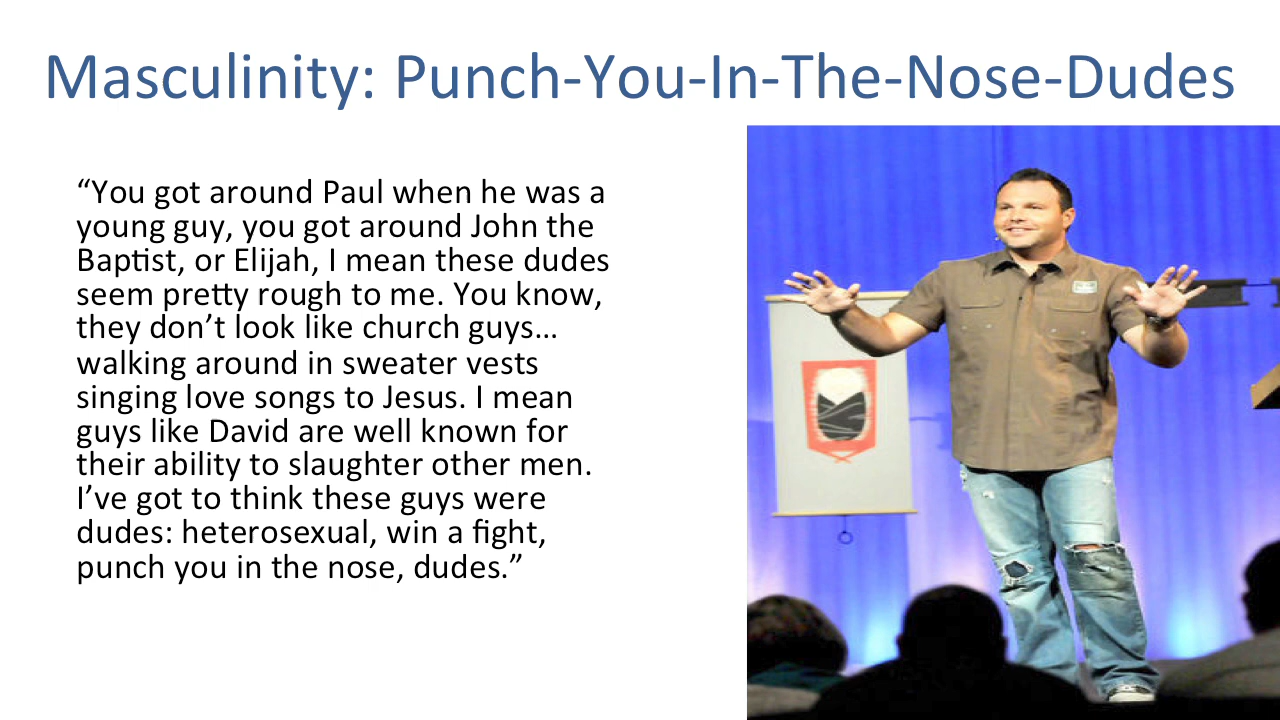 Masculinity: Punch-You-In-The-Nose-Dudes
“You got around Paul when he was a
young guy, you got around John the
Baptist, or Elijah, I mean these dudes
seem pretty rough to me. You know,
they don’t look like church guys…
walking around in sweater vests
singing love songs to Jesus. I mean
guys like David are well known for
their ability to slaughter other men.
I’ve got to think these guys were
dudes: heterosexual, win a fight,
punch you in the nose, dudes.”